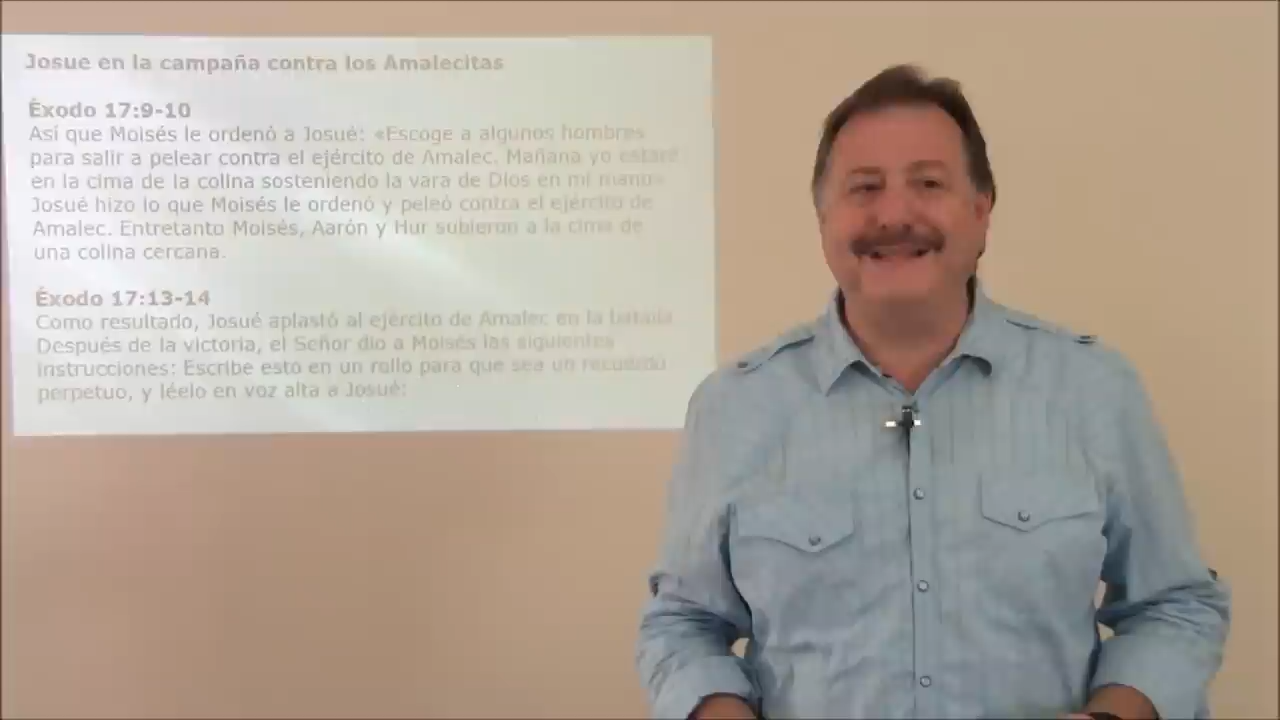 Josue en la campaña contra los Amalecitas
Éxodo 17:9-10
Así que Moisés le ordenó a Josué: «Escoge a algunos hombres
para salir a pelear contra el ejército de Amalec. Mañana yo estaré
en la cima de la colina sosteniendo la vara de Dios en mi mano».
Josué hizo lo que Moisés le ordenó y peleó contra el ejército de
Amalec. Entretanto Moisés, Aarón y Hur subieron a la cima de
una colina cercana.
Éxodo 17:13-14
Como resultado, Josué aplastó al ejército de Amalec en la batalla.
Después de la victoria, el Señor dio a Moisés las siguientes
instrucciones: Escribe esto en un rollo para que sea un recuerdo
perpetuo, y léelo en voz alta a Josué: